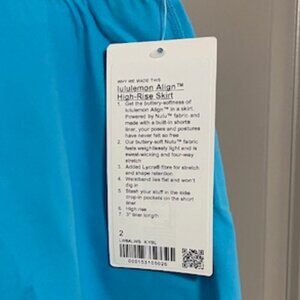 WHY WE MADE THIS
lululemon Align™
High-Rise Skirt
1. Get the buttery-softness of
lululemon Align™ in a skirt.
Powered by Nulu™ fabric and
made with a built-in shorts
liner, your poses and postures
have never felt so free
2. Our buttery-soft Nulu™ fabric
feels weightlessly light and is
sweat-wicking and four-way
stretch
3. Added Lycra® fibre for stretch
and shape retention
4. Waistband lies flat and won't
dig in
5. Stash your stuff in the side
drop-in pockets on the short
liner
6. High rise
7. 3" liner length
2